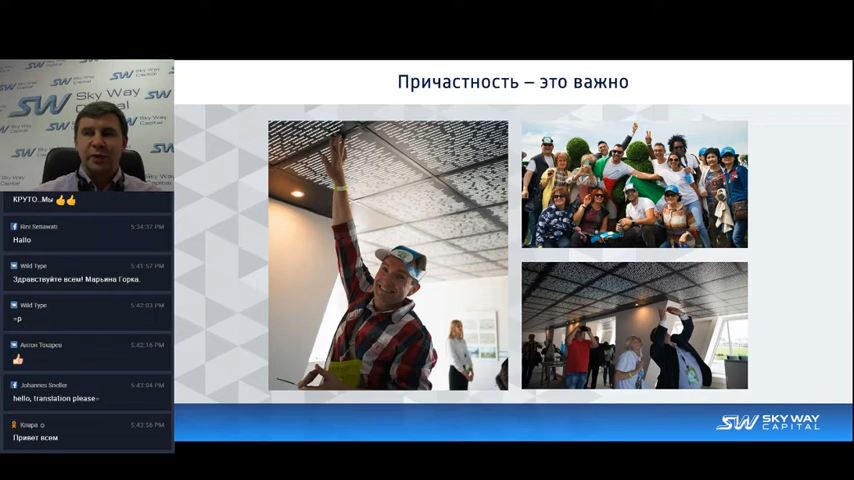 Причастность – это важно
SW Sky Way
Capital
КРУТО..Мы 👍👍
Rini Setiawati 5:34:37 PM
Hallo
Wild Type 5:41:57 PM
Здравствуйте всем! Марьина Горка.
Wild Type 5:42:03 PM
=р
Антон Токарев 5:42:16 PM
👍🏻
Johannes Sneller 5:43:04 PM
hello, translation please=
Клара ☼ 5:43:56 PM
Привет всем
SW SKY WAY
CAPITAL